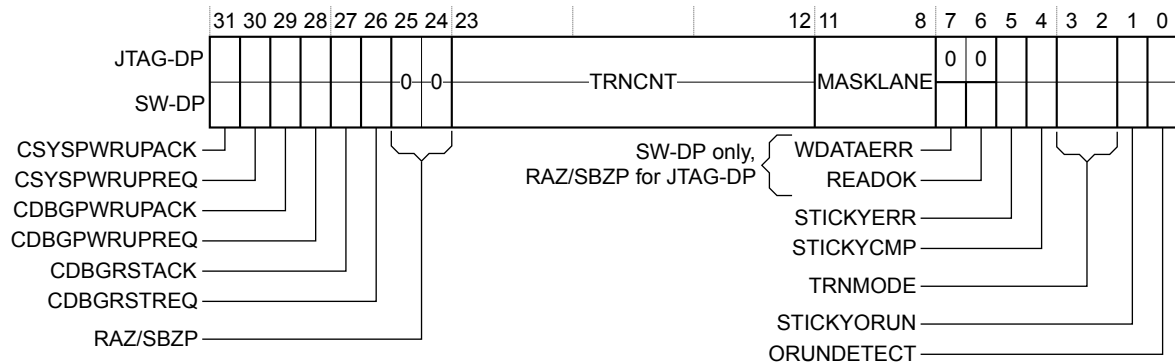 31 30 29 28 27 26 25 24 23 12 11 8 7 6 5 4 3 2 1 0
JTAG-DP
0 0
0 0 TRNCNT MASKLANE
SW-DP
CSYSPWRUPACK
CSYSPWRUPREQ
CDBGPWRUPACK
CDBGPWRUPREQ
CDBGRSTACK
CDBGRSTREQ
RAZ/SBZP
SW-DP only,
RAZ/SBZP for JTAG-DP
WDATAERR
READOK
STICKYERR
STICKYCMP
TRNMODE
STICKYORUN
ORUNDETECT